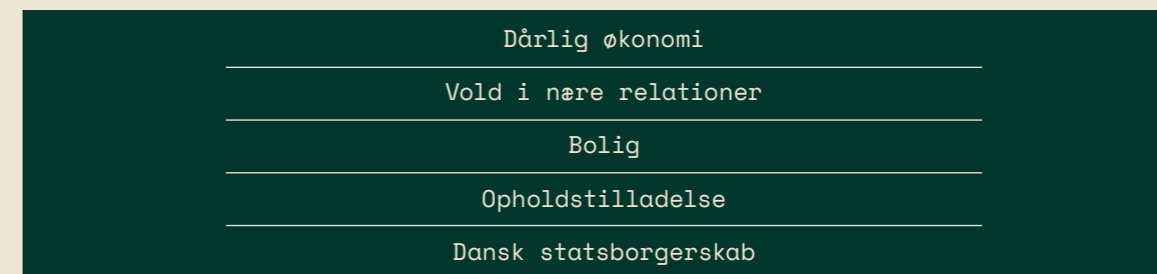 Dårlig økonomi
Vold i nære relationer
Bolig
Opholdstilladelse
Dansk statsborgerskab